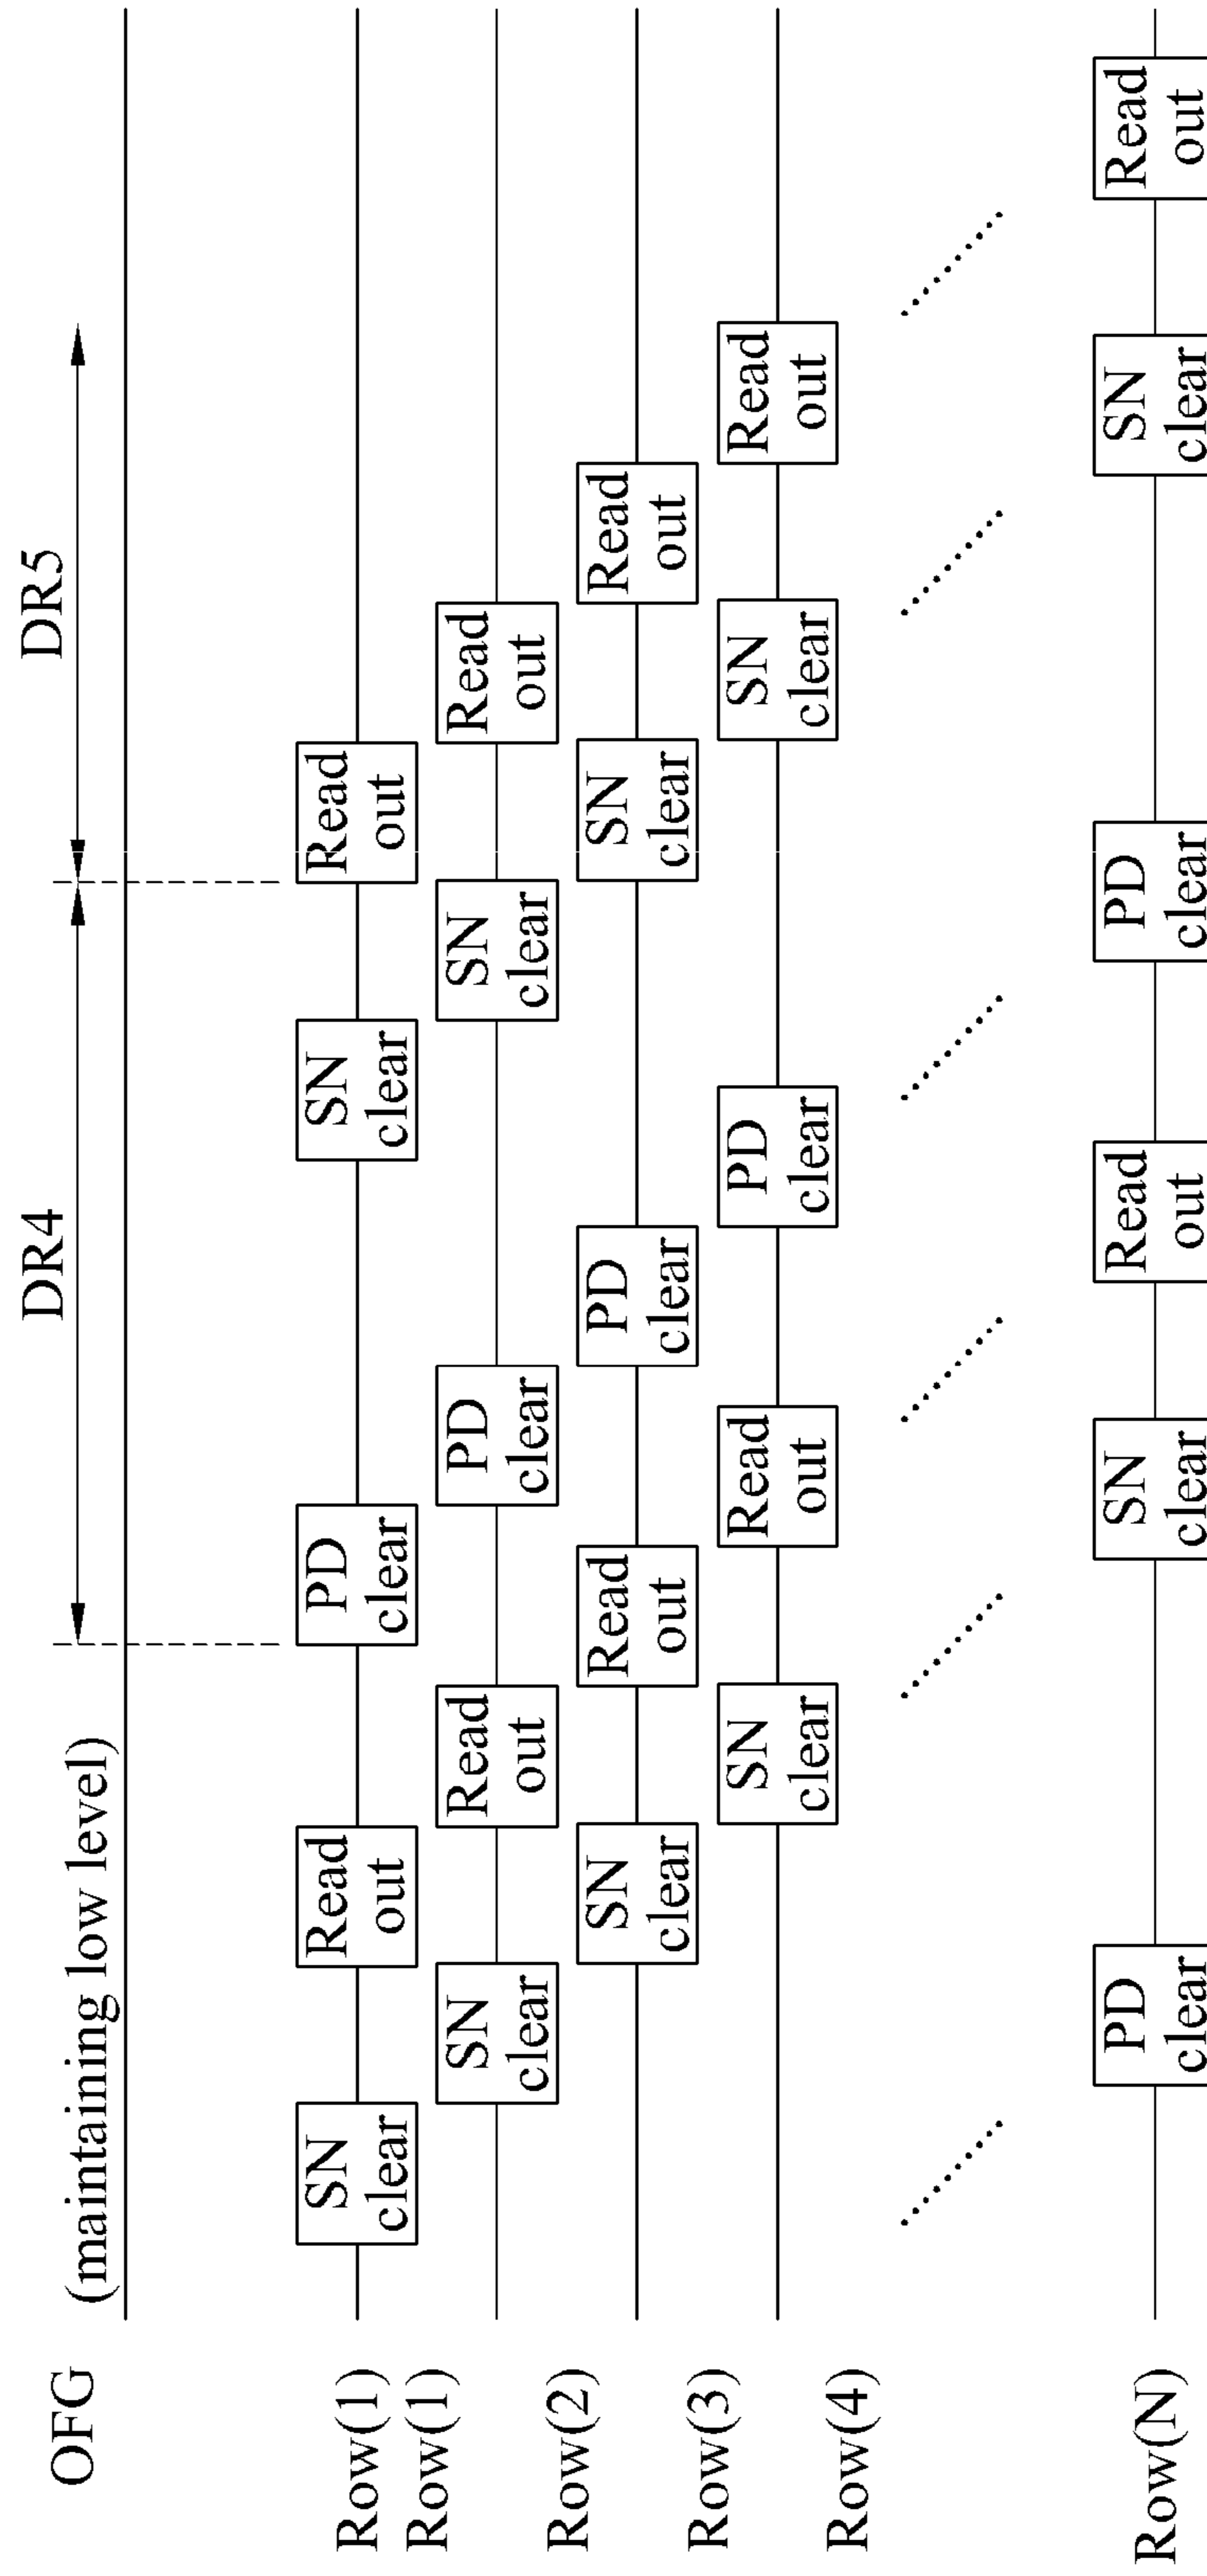 DR4
DR5
OFG
(maintaining low level)
Row(1)
SN
clear
Read
out
PD
clear
SN
clear
Read
out
Row(1)
SN
clear
Read
out
PD
clear
SN
clear
Read
out
Row(2)
SN
clear
Read
out
PD
clear
SN
clear
Read
out
Row(3)
SN
clear
Read
out
PD
clear
SN
clear
Read
out
Row(4)
Row(N)
PD
clear
SN
clear
Read
out
PD
clear
SN
clear
Read
out